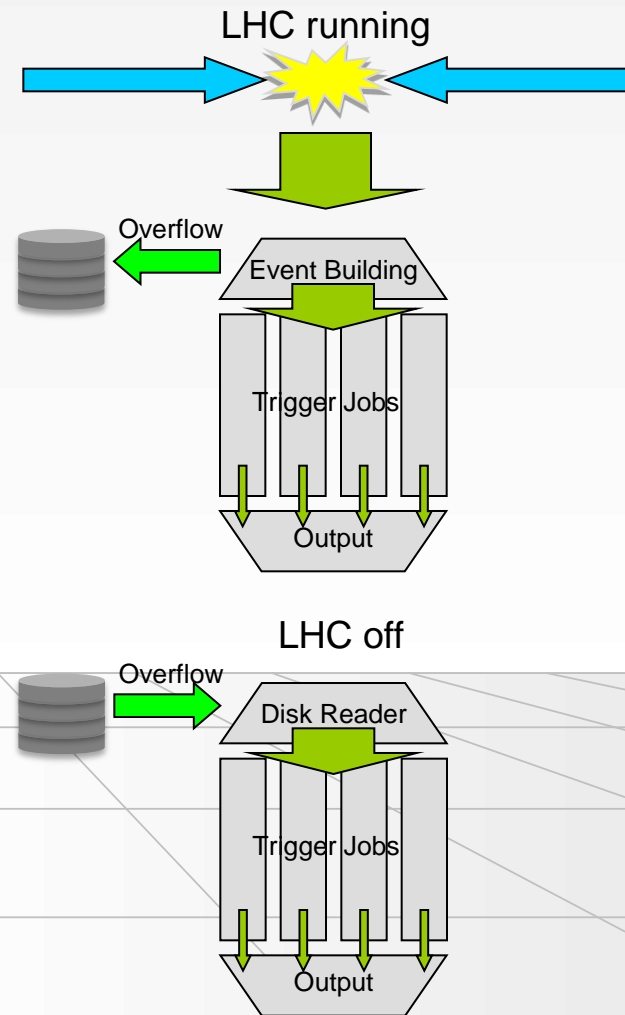 LHC running
Overflow
Event Building
Trigger Jobs
Output
LHC off
Overflow
Disk Reader
Trigger Jobs
Output